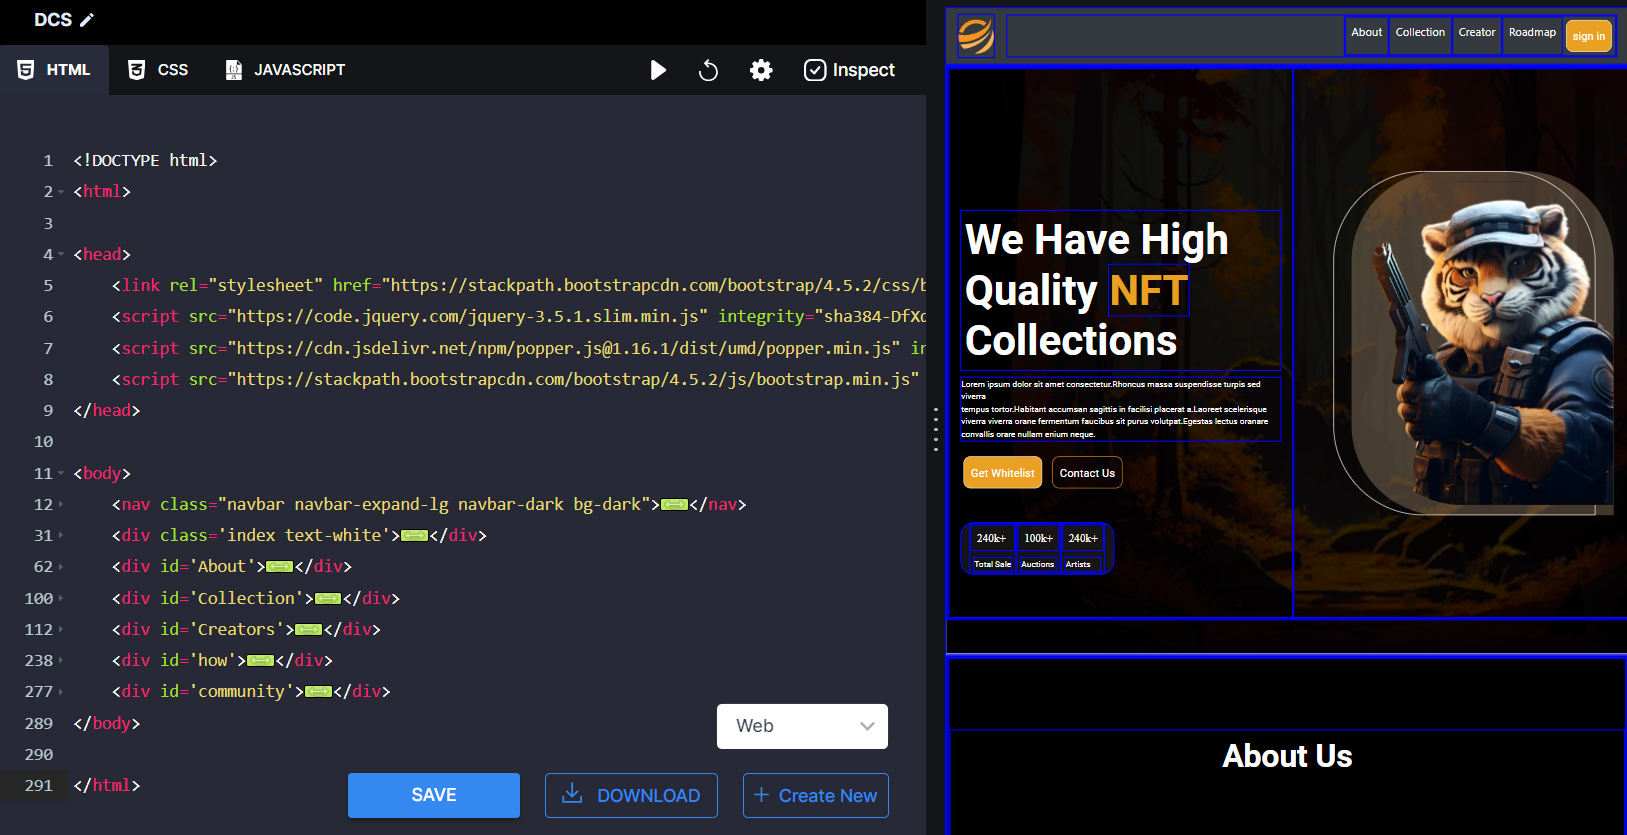 DCS
HTML
CSS
JAVASCRIPT
Inspect
1 <!DOCTYPE html>
2 <html>
3
4 <head>
5 <link rel="stylesheet" href="https://stackpath.bootstrapcdn.com/bootstrap/4.5.2/css/b
6 <script src="https://code.jquery.com/jquery-3.5.1.slim.min.js" integrity="sha384-DfXd
7 <script src="https://cdn.jsdelivr.net/npm/popper.js@1.16.1/dist/umd/popper.min.js" in
8 <script src="https://stackpath.bootstrapcdn.com/bootstrap/4.5.2/js/bootstrap.min.js"
9 </head>
10
11 <body>
12 <nav class="navbar navbar-expand-lg navbar-dark bg-dark"></nav>
31 <div class='index text-white'></div>
62 <div id='About'></div>
100 <div id='Collection'></div>
112 <div id='Creators'></div>
238 <div id='how'></div>
277 <div id='community'></div>
289 </body>
290
291 </html>
Web
SAVE
DOWNLOAD
+ Create New
About
Collection
Creator
Roadmap
sign in
We Have High
Quality NFT
Collections
Lorem ipsum dolor sit amet consectetur.Rhoncus massa suspendisse turpis sed
viverra
tempus tortor.Habitant accumsan sagittis in facilisi placerat a.Laoreet scelerisque
viverra viverra orane fermentum faucibus sit purus volutpat.Egestas lectus oranare
convallis orare nullam enium neque.
Get Whitelist
Contact Us
240k+ 100k+ 240k+
Total Sale Auctions Artists
About Us